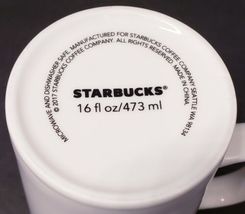 MICROWAVE AND DISHWASHER SAFE. MANUFACTURED FOR STARBUCKS COFFEE COMPANY SEATTLE WA 98134
© 2017 STARBUCKS COFFEE COMPANY. ALL RIGHTS RESERVED. MADE IN CHINA
STARBUCKS®
16 fl oz/473 ml